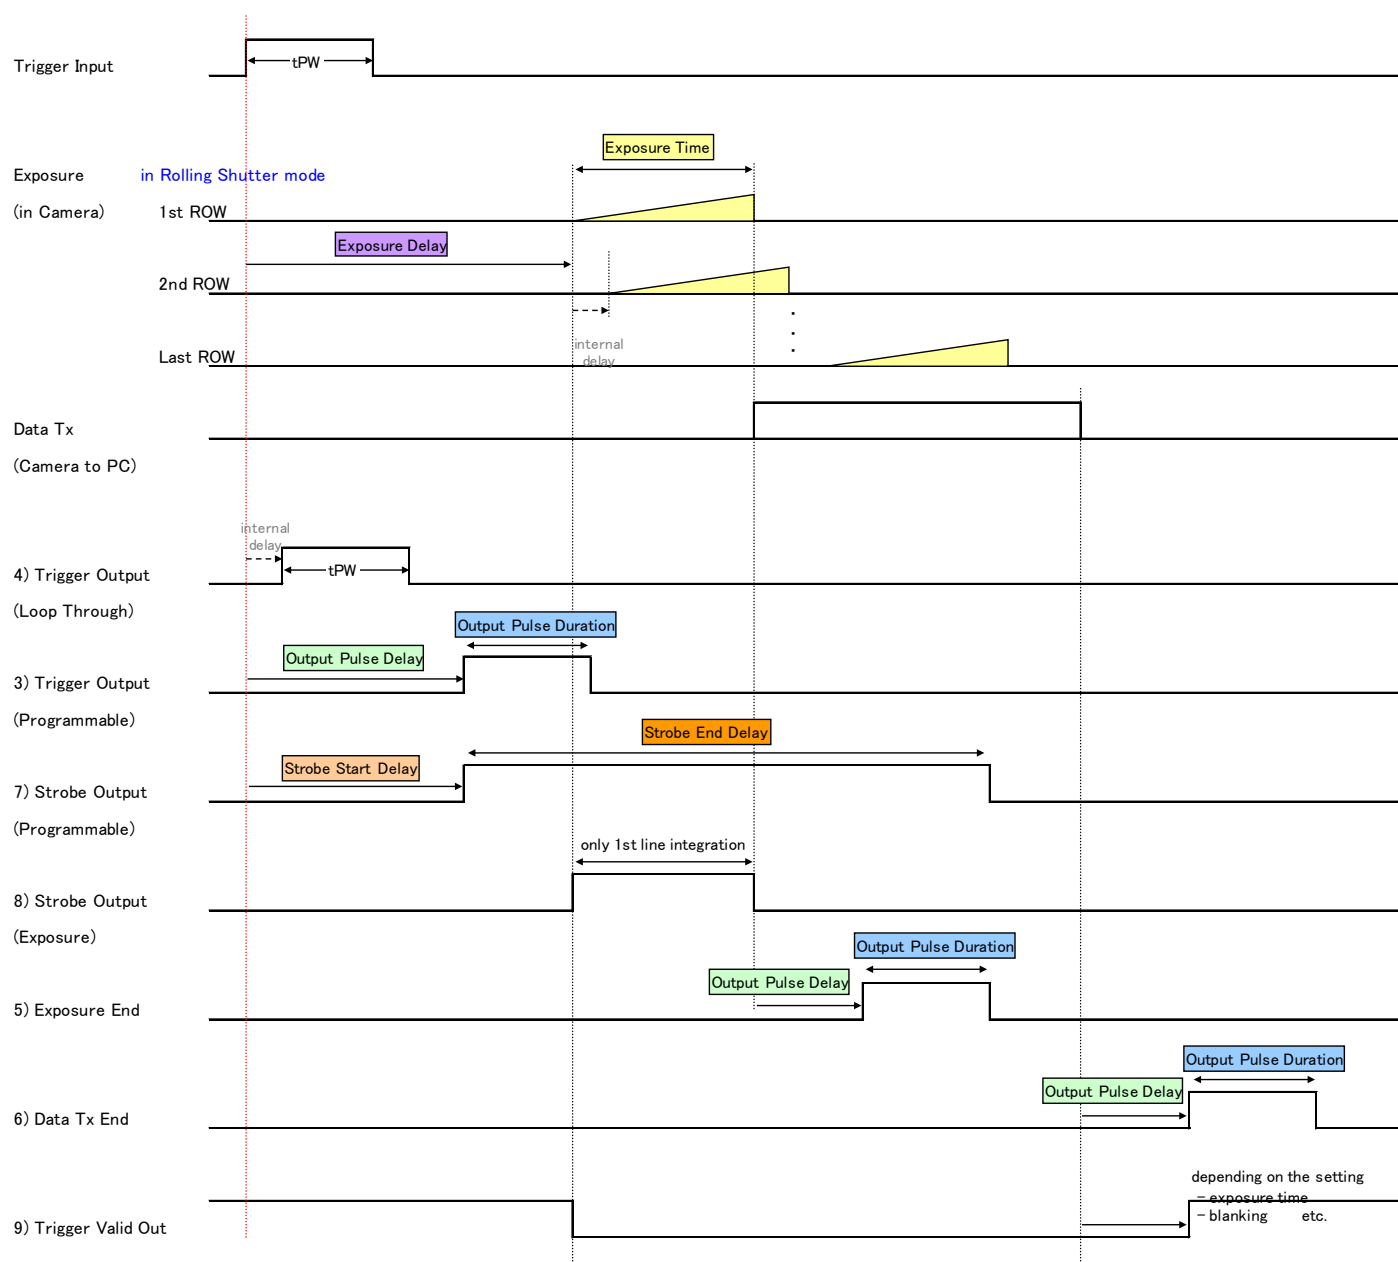 Trigger Input
tPW
Exposure Time
Exposure in Rolling Shutter mode
(in Camera) 1st ROW
Exposure Delay
2nd ROW
internal
delay
Last ROW
Data Tx
(Camera to PC)
internal
delay
4) Trigger Output
tPW
(Loop Through)
Output Pulse Duration
Output Pulse Delay
3) Trigger Output
(Programmable)
Strobe End Delay
Strobe Start Delay
7) Strobe Output
(Programmable)
only 1st line integration
8) Strobe Output
(Exposure)
Output Pulse Duration
Output Pulse Delay
5) Exposure End
Output Pulse Duration
Output Pulse Delay
6) Data Tx End
depending on the setting
- exposure time
- blanking etc.
9) Trigger Valid Out